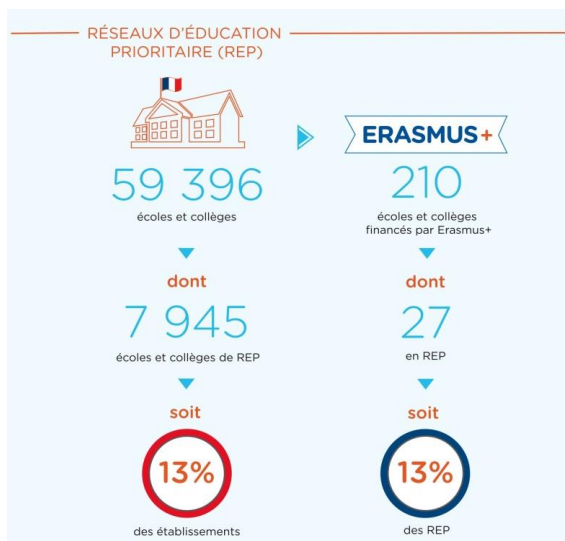 RÉSEAUX D'ÉDUCATION
PRIORITAIRE (REP)
59 396
écoles et collèges
dont
7 945
écoles et collèges de REP
soit
13%
des établissements
ERASMUS+
210
écoles et collèges
financés par Erasmus+
dont
27
en REP
soit
13%
des REP